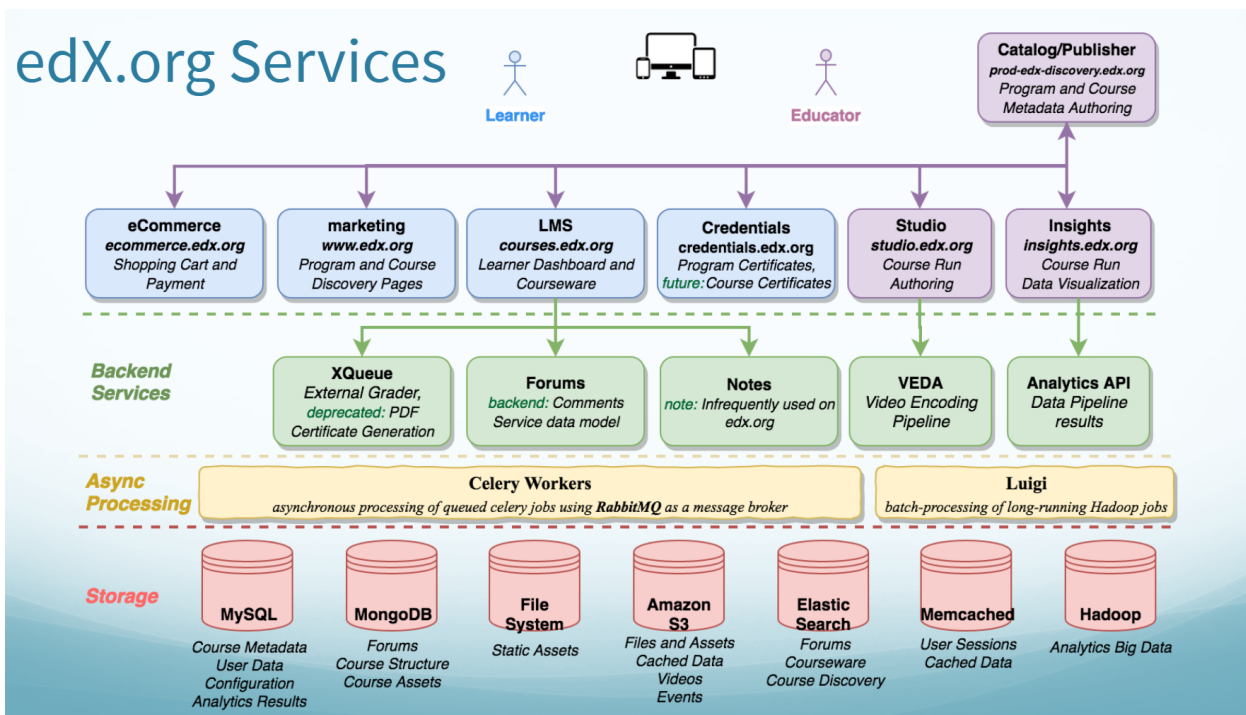 edX.org Services
Learner
Educator
Catalog/Publisher
prod-edx-discovery.edx.org
Program and Course
Metadata Authoring
eCommerce
ecommerce.edx.org
Shopping Cart and
Payment
marketing
www.edx.org
Program and Course
Discovery Pages
LMS
courses.edx.org
Learner Dashboard and
Courseware
Credentials
credentials.edx.org
Program Certificates,
future: Course Certificates
Studio
studio.edx.org
Course Run
Authoring
Insights
insights.edx.org
Course Run
Data Visualization
Backend
Services
XQueue
External Grader,
deprecated: PDF
Certificate Generation
Forums
backend: Comments
Service data model
Notes
note: Infrequently used on
edx.org
VEDA
Video Encoding
Pipeline
Analytics API
Data Pipeline
results
Async
Processing
Celery Workers
asynchronous processing of queued celery jobs using RabbitMQ as a message broker
Luigi
batch-processing of long-running Hadoop jobs
Storage
MySQL
Course Metadata
User Data
Configuration
Analytics Results
MongoDB
Forums
Course Structure
Course Assets
File
System
Static Assets
Amazon
S3
Files and Assets
Cached Data
Videos
Events
Elastic
Search
Forums
Courseware
Course Discovery
Memcached
User Sessions
Cached Data
Hadoop
Analytics Big Data